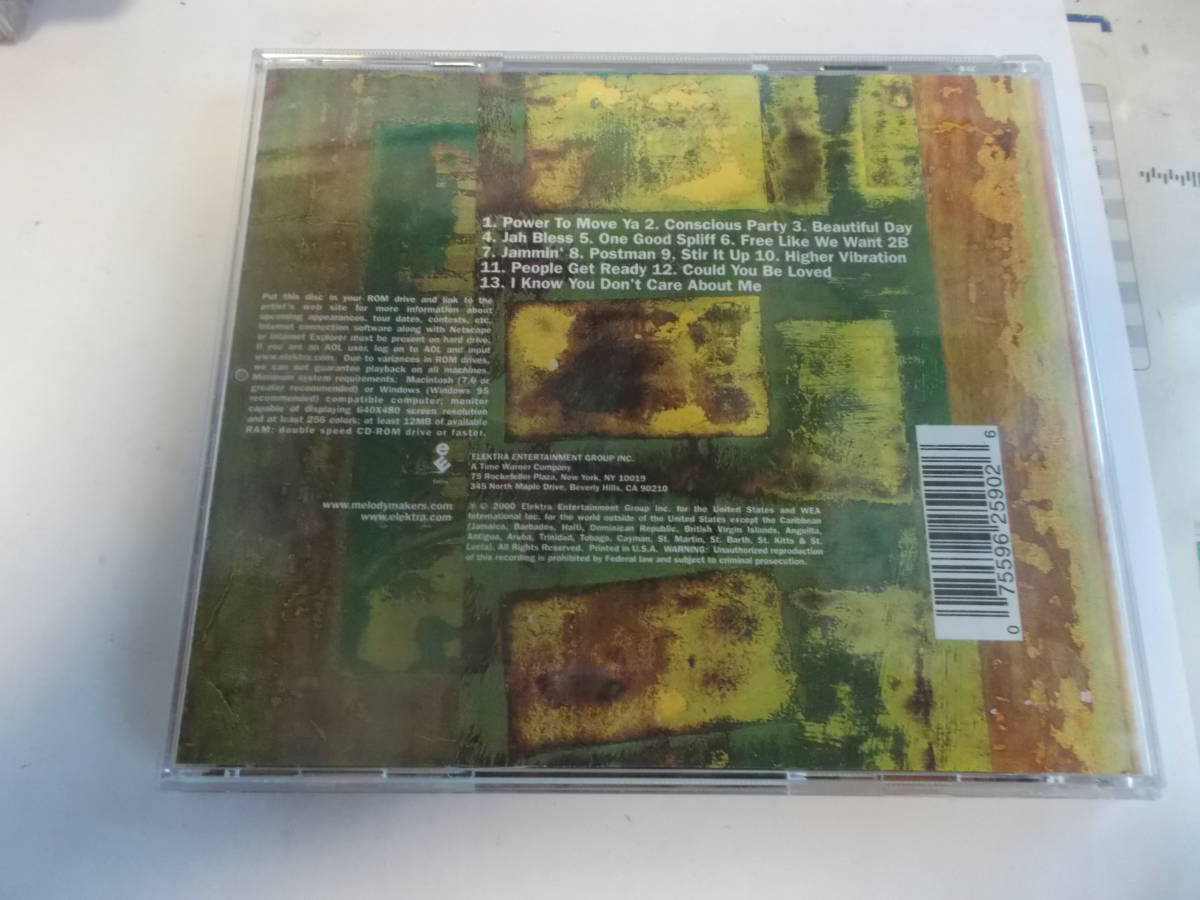 1. Power To Move Ya 2. Conscious Party 3. Beautiful Day
4. Jah Bless 5. One Good Spliff 6. Free Like We Want 2B
7. Jammin' 8. Postman 9. Stir It Up 10. Higher Vibration
11. People Get Ready 12. Could You Be Loved
13. I Know You Don't Care About Me
Put this disc in your ROM drive and link to the
artist's web site for more information about
upcoming appearances, tour dates, contests, etc.
Internet connection software along with Netscape
or Internet Explorer must be present on hard drive.
If you are an AOL user, log on to AOL and input
www.elektra.com. Due to variances in ROM drives,
we can not guarantee playback on all machines.
Minimum system requirements: Macintosh (7.6 or
greater recommended) or Windows (Windows 95
recommended) compatible computer; monitor
capable of displaying 640X480 screen resolution
and at least 256 colors; at least 12MB of available
RAM; double speed CD-ROM drive or faster.
ELEKTRA ENTERTAINMENT GROUP INC.
A Time Warner Company
75 Rockefeller Plaza, New York, NY 10019
345 North Maple Drive, Beverly Hills, CA 90210
www.melodymakers.com
www.elektra.com
℗ © 2000 Elektra Entertainment Group Inc. for the United States and WEA
International Inc. for the world outside of the United States except the Caribbean
(Jamaica, Barbados, Haiti, Dominican Republic, British Virgin Islands, Anguilla,
Antigua, Aruba, Trinidad, Tobago, Cayman, St. Martin, St. Barth, St. Kitts & St.
Lucia). All Rights Reserved. Printed in U.S.A. WARNING: Unauthorized reproduction
of this recording is prohibited by Federal law and subject to criminal prosecution.
0 75596 25902 6